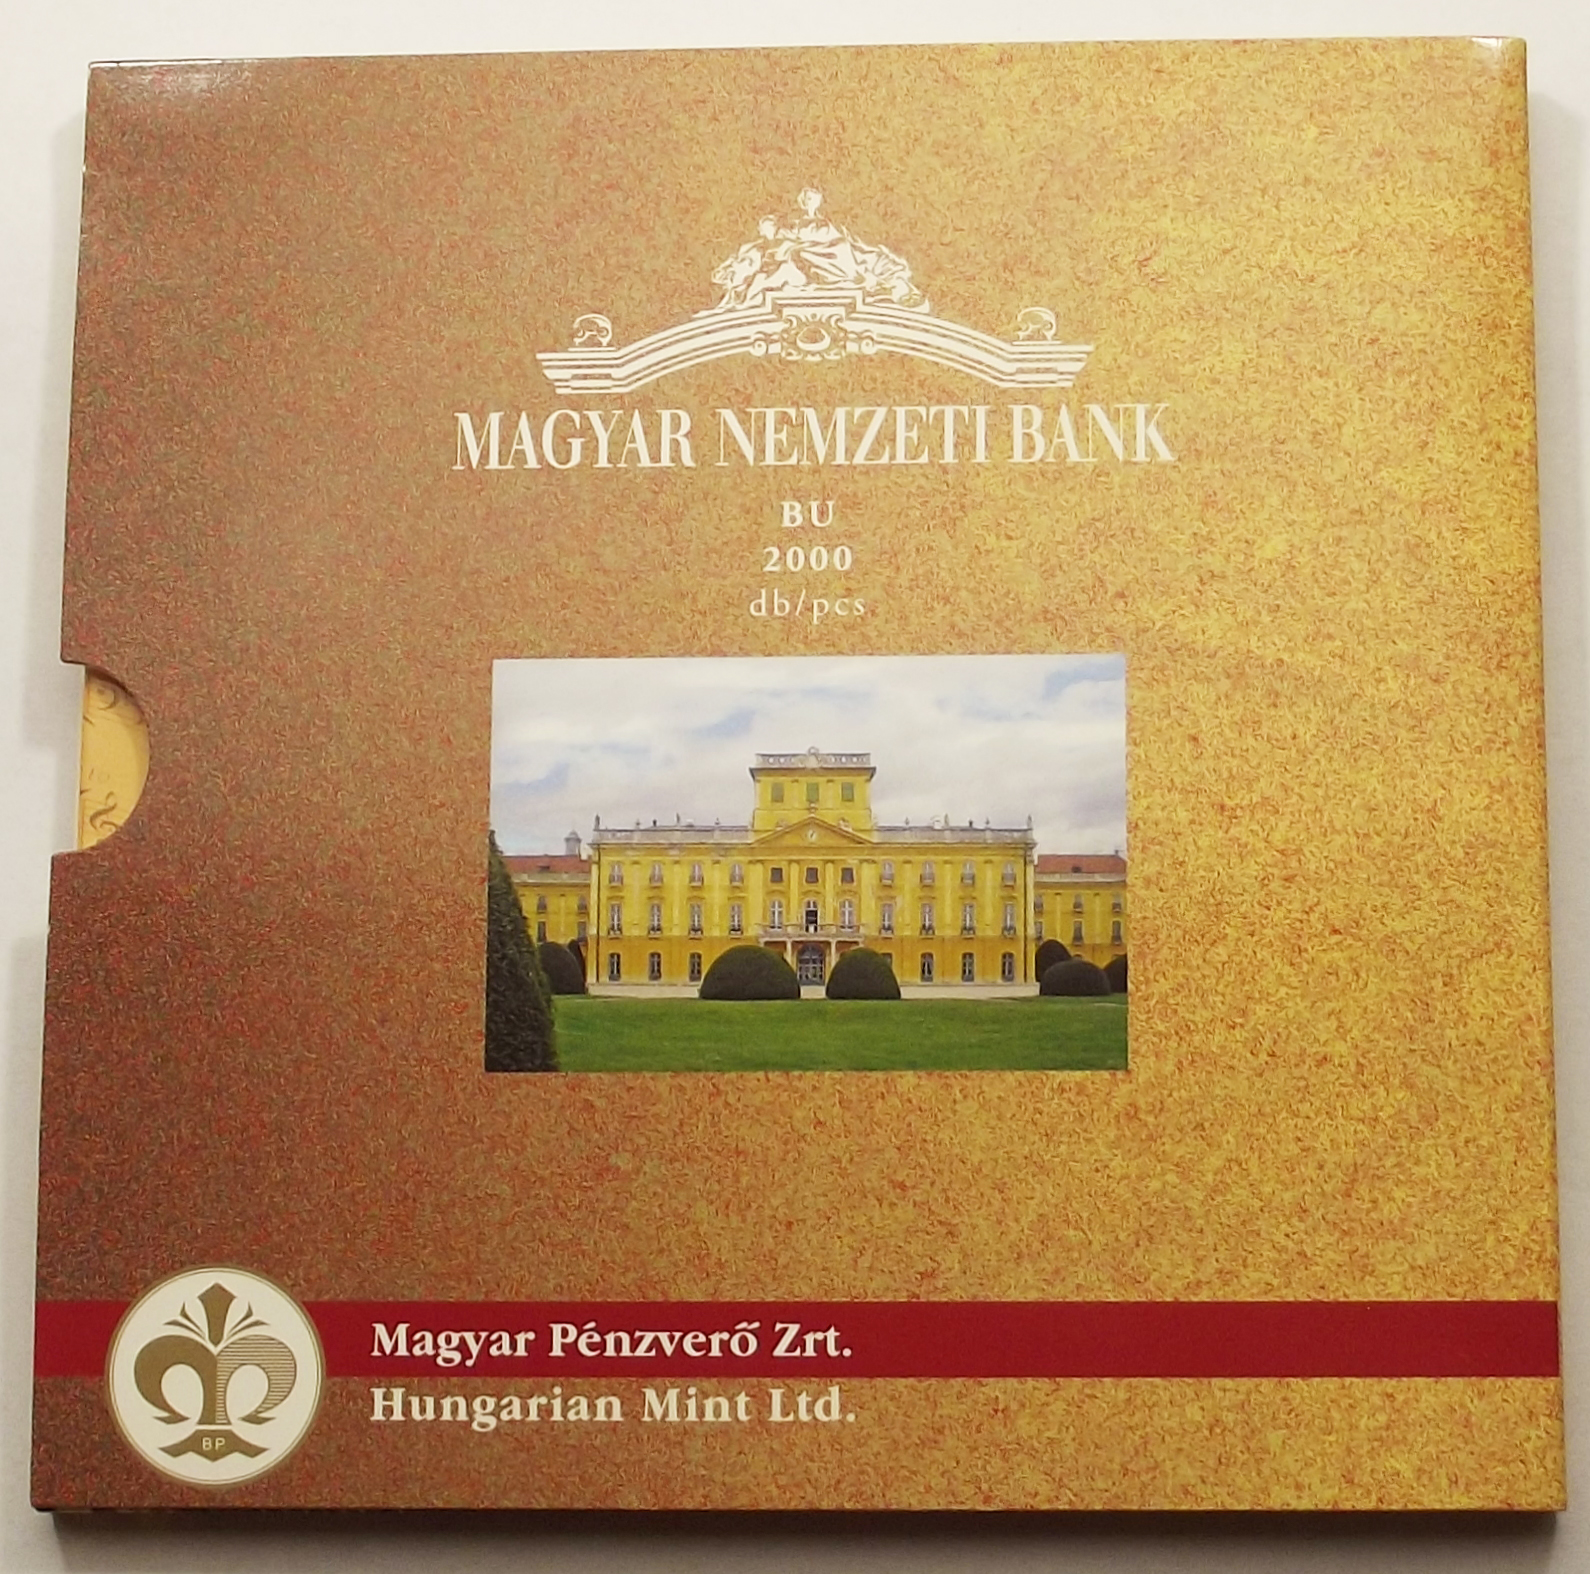 MAGYAR NEMZETI BANK
BU
2000
db/pcs
BP
Magyar Pénzverő Zrt.
Hungarian Mint Ltd.